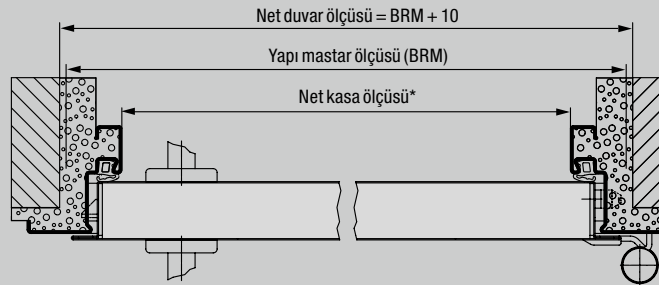 Net duvar ölçüsü = BRM + 10
Yapı mastar ölçüsü (BRM)
Net kasa ölçüsü*